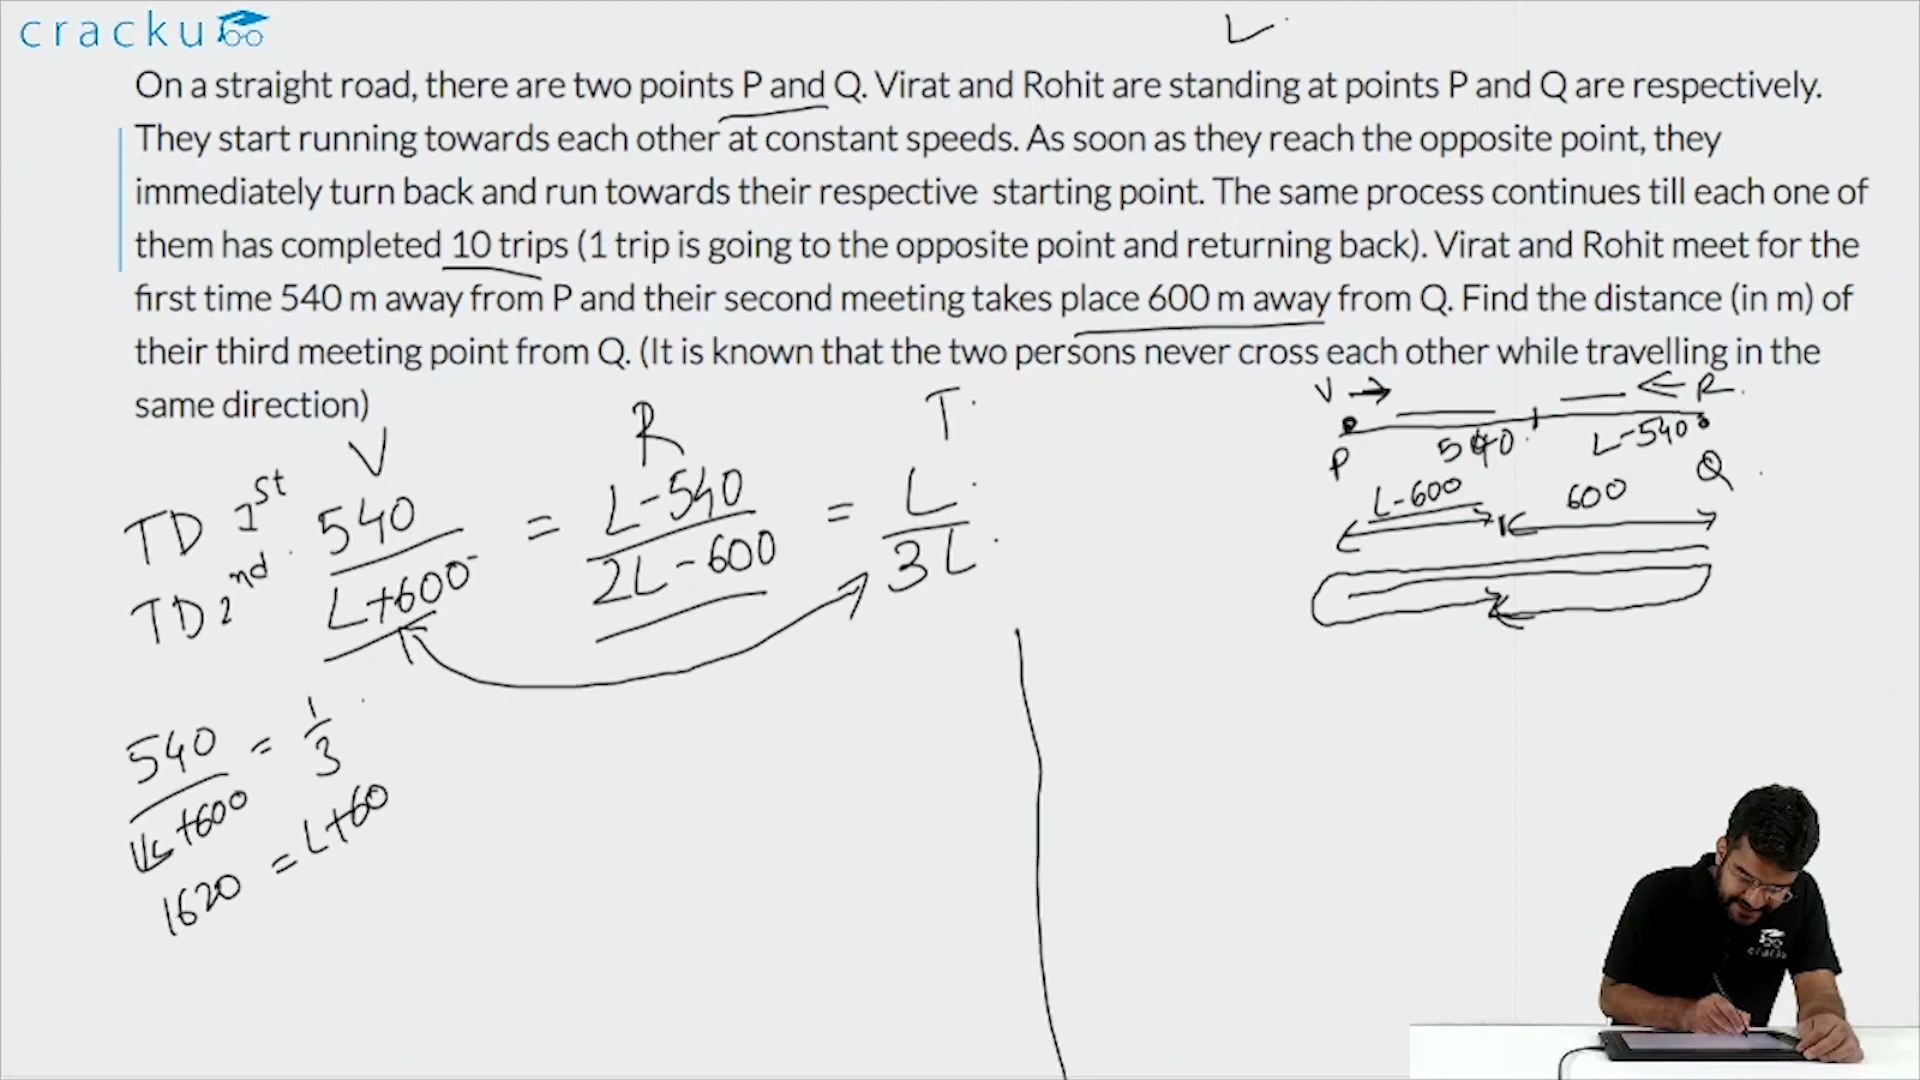 cracku
L
On a straight road, there are two points P and Q. Virat and Rohit are standing at points P and Q are respectively.
They start running towards each other at constant speeds. As soon as they reach the opposite point, they
immediately turn back and run towards their respective starting point. The same process continues till each one of
them has completed 10 trips (1 trip is going to the opposite point and returning back). Virat and Rohit meet for the
first time 540 m away from P and their second meeting takes place 600 m away from Q. Find the distance (in m) of
their third meeting point from Q. (It is known that the two persons never cross each other while travelling in the
same direction)
V → ← R
540 L-540
P Q
L-600 600
V R T
TD 1st 540 = L-540 = L
TD 2nd L+600 2L-600 3L
540 = 1
L+600 3
1620 = L+60